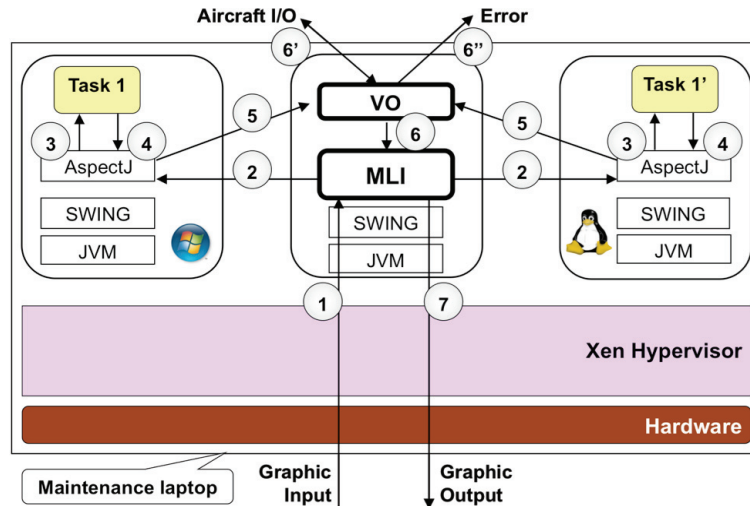 Aircraft I/O
Error
6’
6”
Task 1
VO
Task 1’
5
5
3
4
6
3
4
AspectJ
2
MLI
2
AspectJ
SWING
SWING
SWING
JVM
JVM
JVM
1
7
Xen Hypervisor
Hardware
Maintenance laptop
Graphic
Input
Graphic
Output